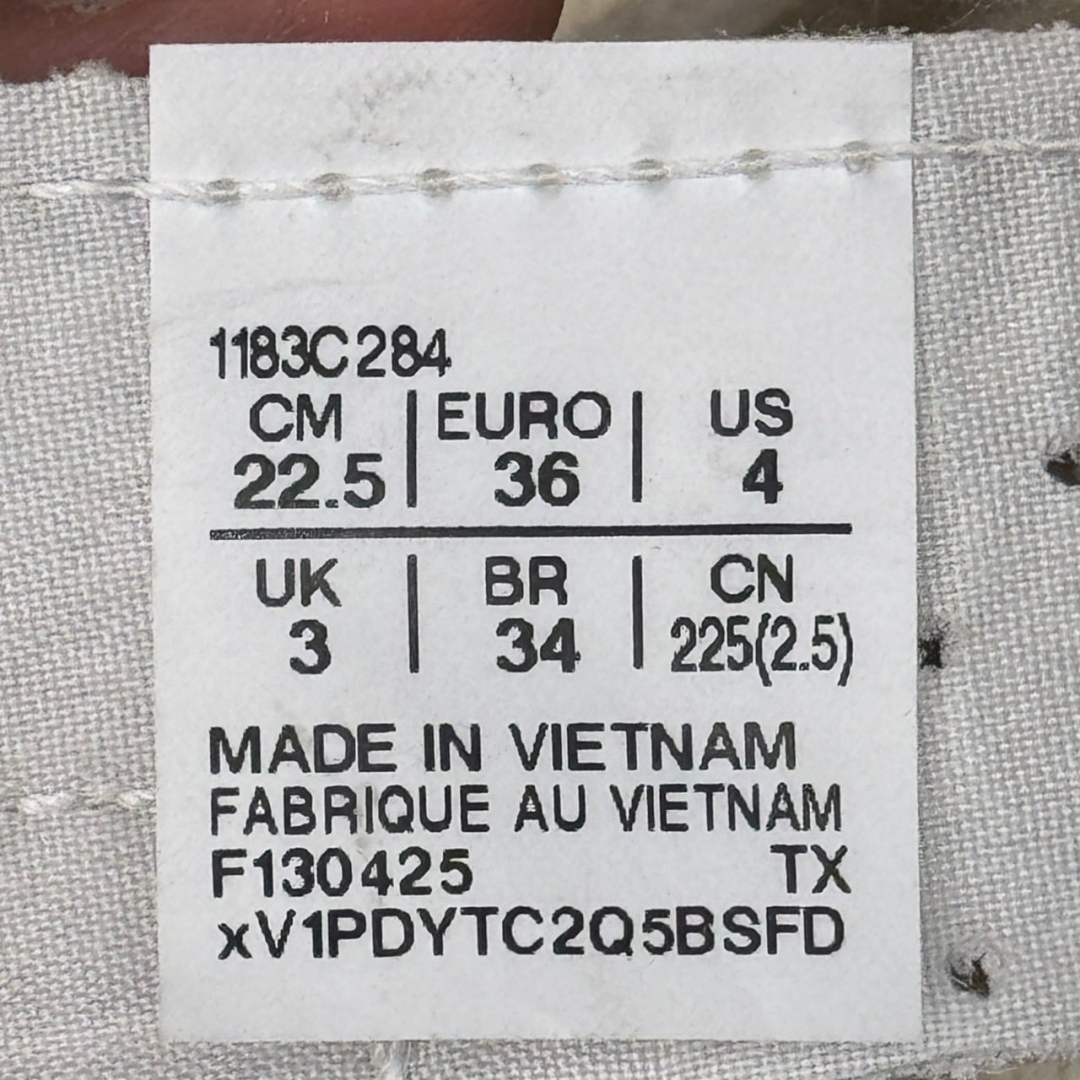 1183C284
CM | EURO | US
22.5 | 36 | 4
UK | BR | CN
3 | 34 | 225(2.5)
MADE IN VIETNAM
FABRIQUE AU VIETNAM
F130425 TX
xV1PDYTC2Q5BSFD